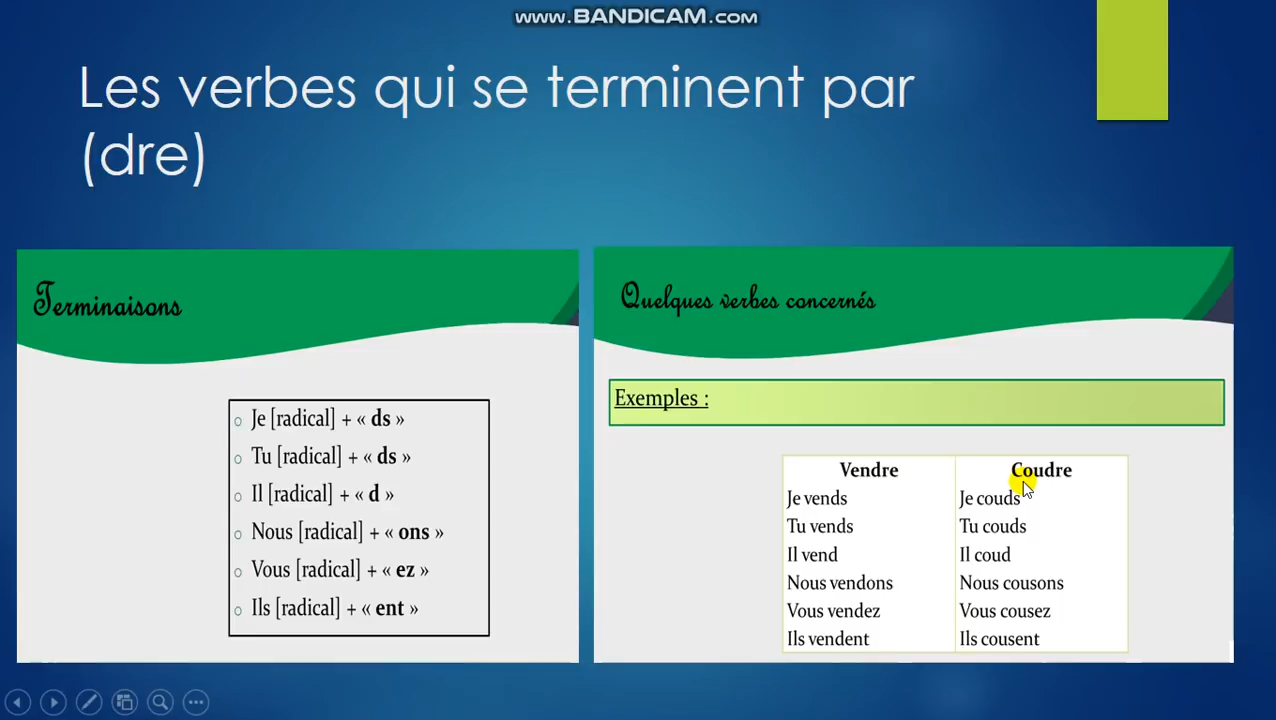 www.BANDICAM.com
Les verbes qui se terminent par
(dre)
Terminaisons
Je [radical] + « ds »
Tu [radical] + « ds »
Il [radical] + « d »
Nous [radical] + « ons »
Vous [radical] + « ez »
Ils [radical] + « ent »
Quelques verbes concernés
Exemples :
Vendre Coudre
Je vends Je couds
Tu vends Tu couds
Il vend Il coud
Nous vendons Nous cousons
Vous vendez Vous cousez
Ils vendent Ils cousent